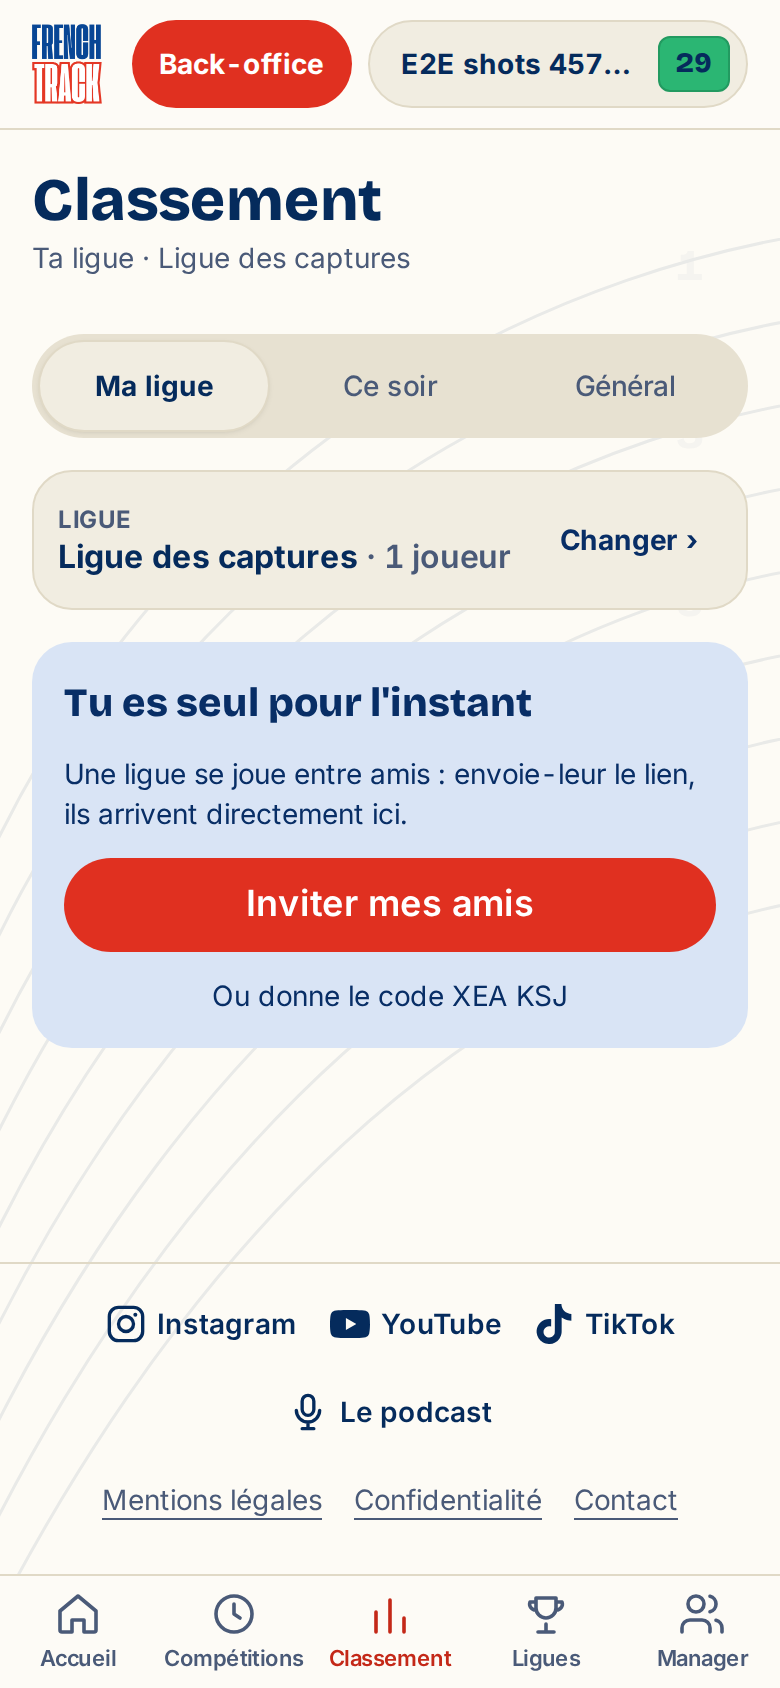 FRENCH
TRACK
Back-office
E2E shots 457...
29
Classement
Ta ligue · Ligue des captures
1
Ma ligue
Ce soir
Général
LIGUE
Ligue des captures · 1 joueur
Changer ›
Tu es seul pour l'instant
Une ligue se joue entre amis : envoie-leur le lien,
ils arrivent directement ici.
Inviter mes amis
Ou donne le code XEA KSJ
Instagram
YouTube
TikTok
Le podcast
Mentions légales
Confidentialité
Contact
Accueil
Compétitions
Classement
Ligues
Manager